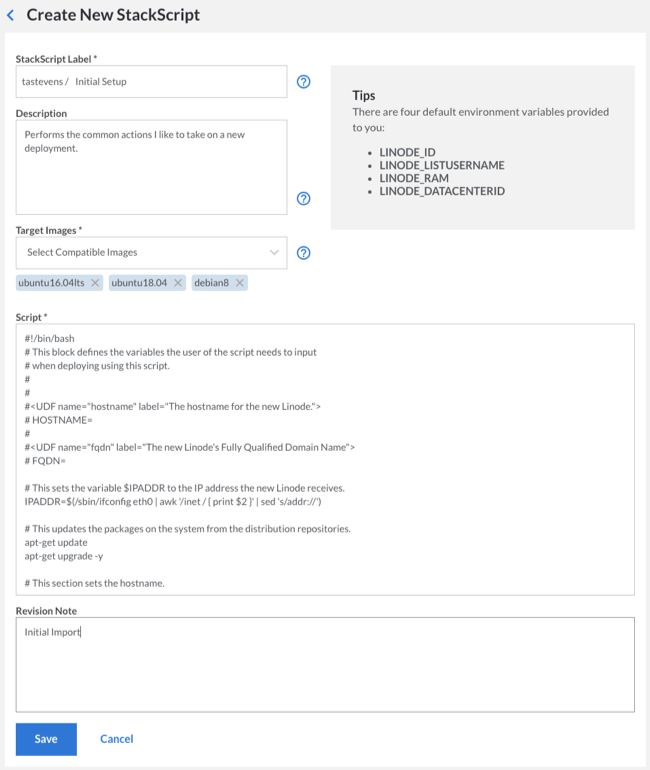 Create New StackScript
StackScript Label *
tastevens / Initial Setup
Tips
There are four default environment variables provided
to you:
• LINODE_ID
• LINODE_LISTUSERNAME
• LINODE_RAM
• LINODE_DATACENTERID
Description
Performs the common actions I like to take on a new
deployment.
Target Images *
Select Compatible Images
ubuntu16.04lts
ubuntu18.04
debian8
Script *
#!/bin/bash
# This block defines the variables the user of the script needs to input
# when deploying using this script.
#
#
#<UDF name="hostname" label="The hostname for the new Linode.">
# HOSTNAME=
#
#<UDF name="fqdn" label="The new Linode's Fully Qualified Domain Name">
# FQDN=
# This sets the variable $IPADDR to the IP address the new Linode receives.
IPADDR=$(/sbin/ifconfig eth0 | awk '/inet / { print $2 }' | sed 's/addr://')
# This updates the packages on the system from the distribution repositories.
apt-get update
apt-get upgrade -y
# This section sets the hostname.
Revision Note
Initial Import
Save
Cancel